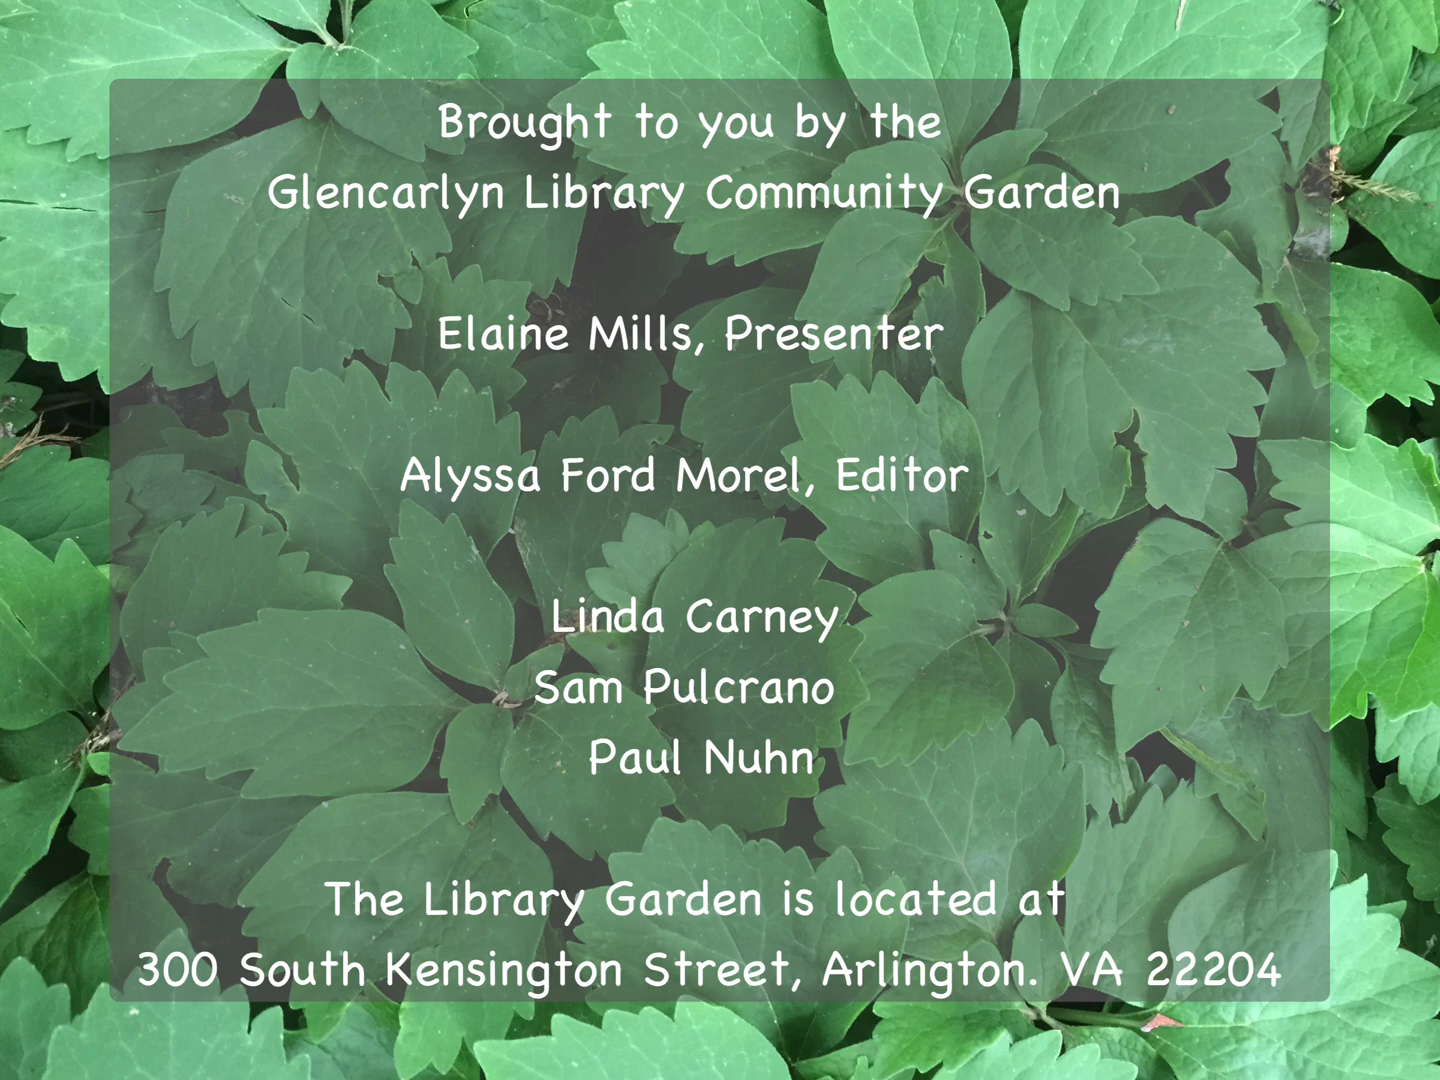 Brought to you by the
Glencarlyn Library Community Garden
Elaine Mills, Presenter
Alyssa Ford Morel, Editor
Linda Carney
Sam Pulcrano
Paul Nuhn
The Library Garden is located at
300 South Kensington Street, Arlington. VA 22204